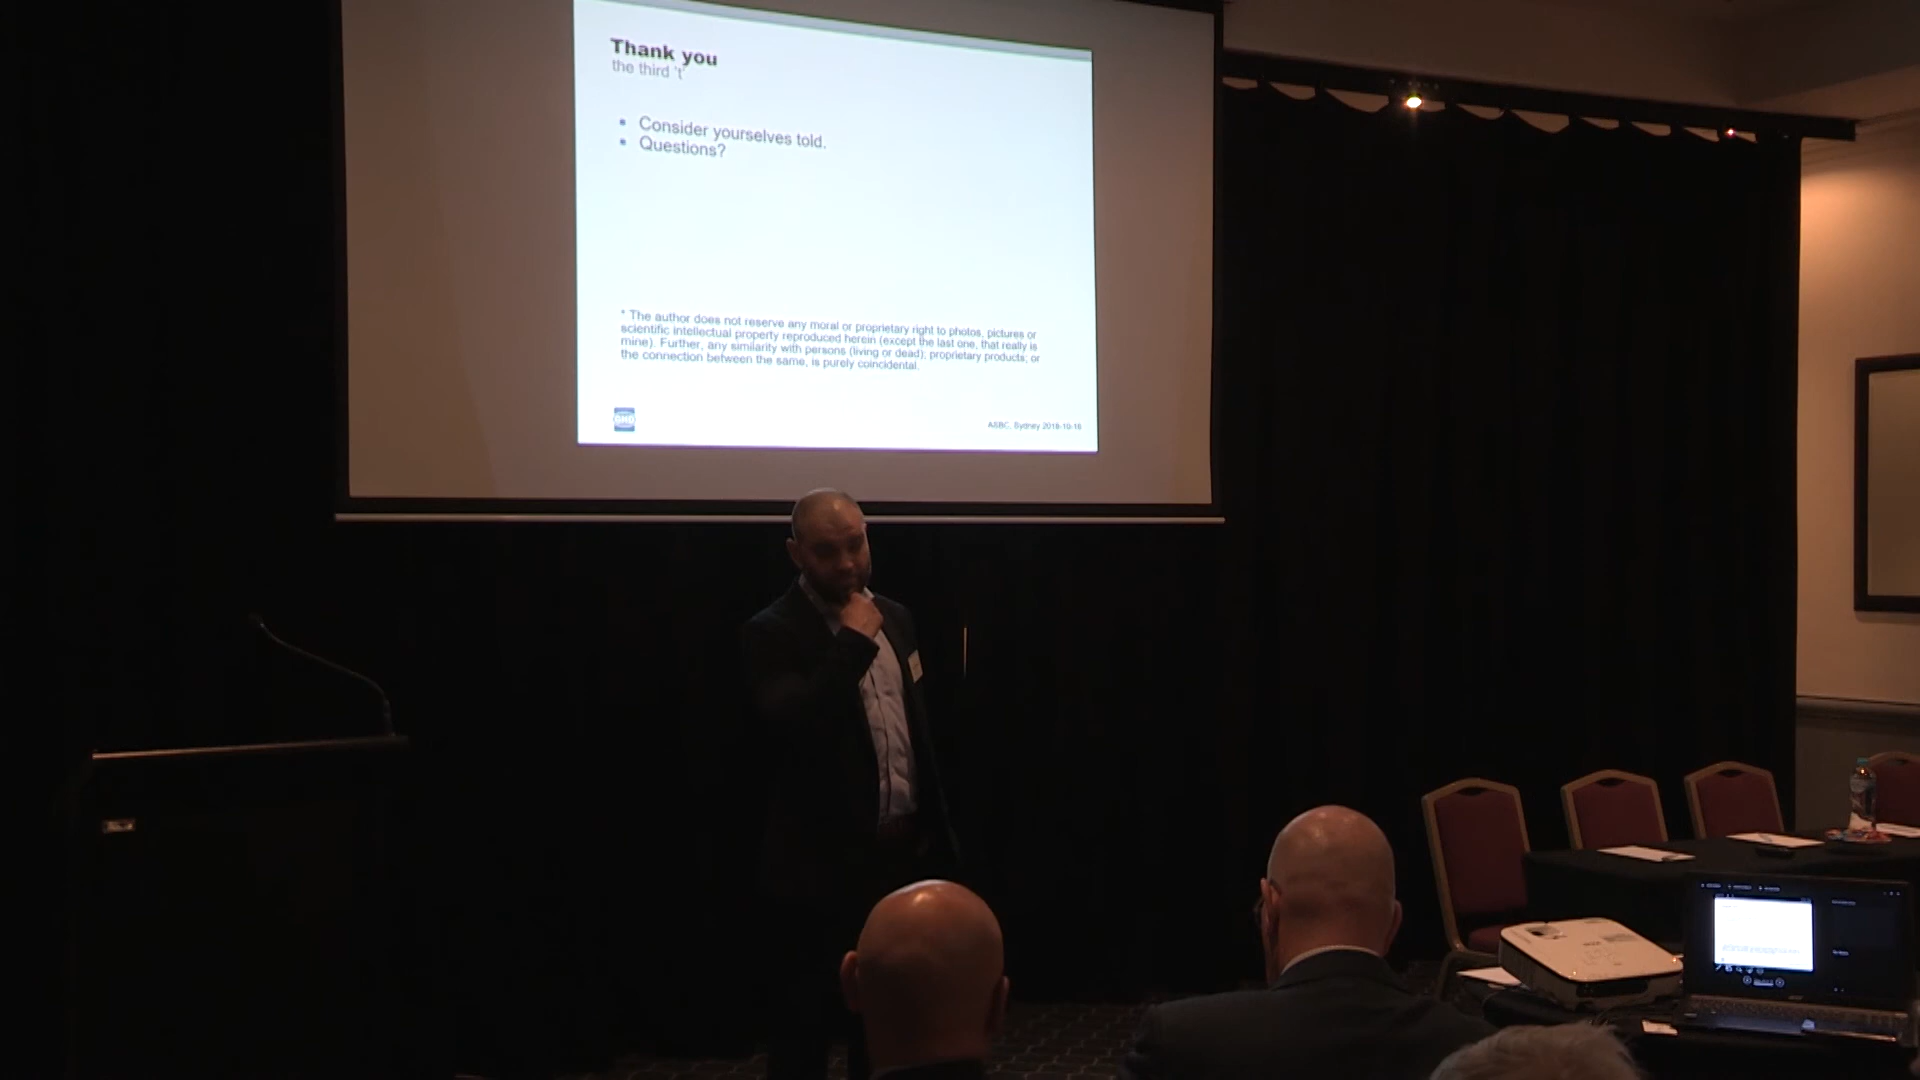 Thank you
the third 't'
• Consider yourselves told.
• Questions?
* The author does not reserve any moral or proprietary right to photos, pictures or
scientific intellectual property reproduced herein (except the last one, that really is
mine). Further, any similarity with persons (living or dead); proprietary products; or
the connection between the same, is purely coincidental.
ASBC, Sydney 2018-10-16